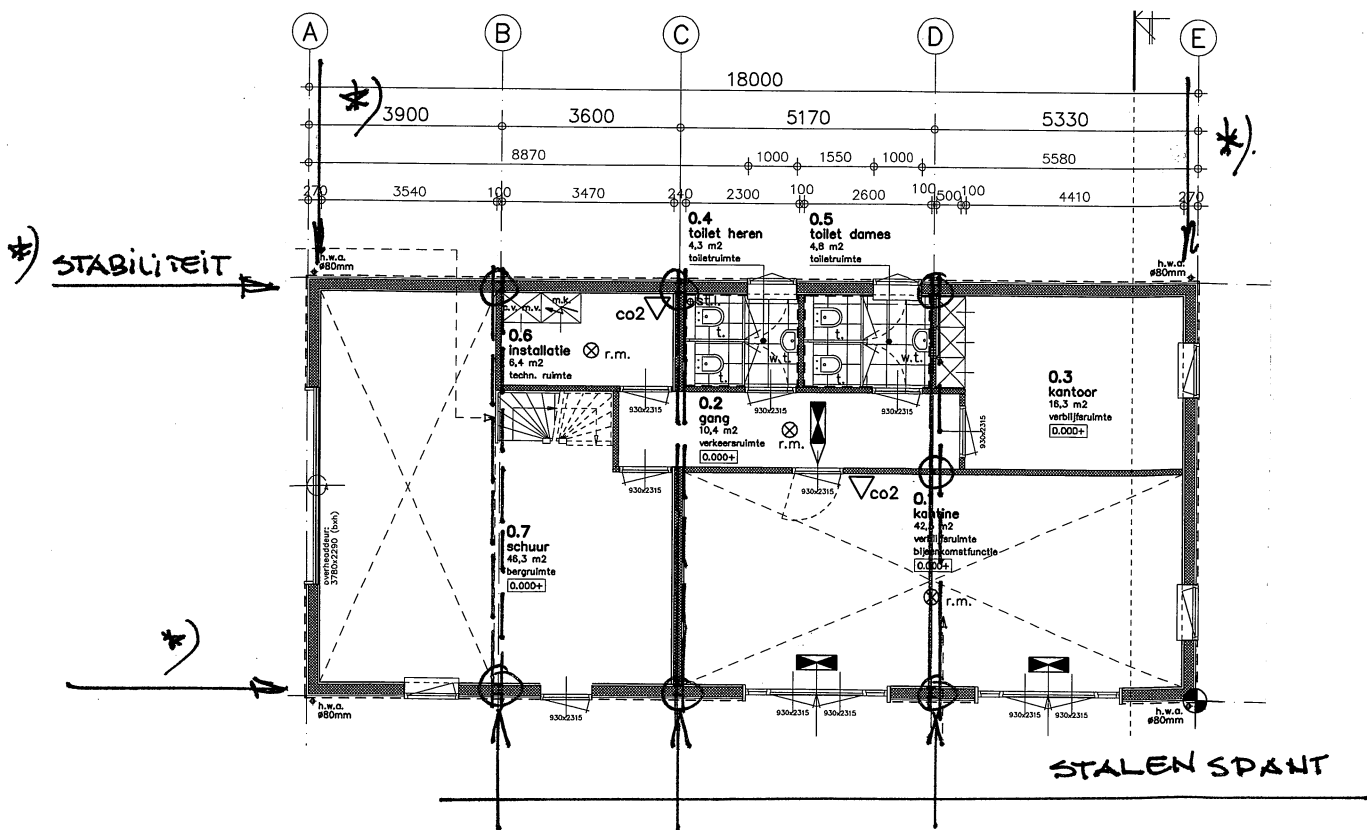 A B C D E
18000
3900 3600 5170 5330
*)
*).
8870 1000 1550 1000 5580
270 3540 100 3470 240 2300 100 2600 100 500 100 4410 270
0.4
toilet heren
4,3 m2
toiletruimte
0.5
toilet dames
4,8 m2
toiletruimte
*) STABILITEIT
h.w.a.
ø80mm
h.w.a.
ø80mm
c.v. m.v. m.k.
co2
0.6
installatie
6,4 m2
techn. ruimte
r.m.
t.
t.
w.t.
t.
t.
w.t.
0.3
kantoor
16,3 m2
verblijfsruimte
0.000+
930x2315
930x2315
930x2315
930x2315
0.2
gang
10,4 m2
verkeersruimte
0.000+
r.m.
930x2315
930x2315
co2
overheaddeur:
3780x2290 (bxh)
0.7
schuur
46,3 m2
bergruimte
0.000+
kantine
m2
verblijfsruimte
bijeenkomstfunctie
0.000+
r.m.
*)
h.w.a.
ø80mm
930x2315
930x2315 930x2315
930x2315 930x2315
h.w.a.
ø80mm
STALEN SPANT